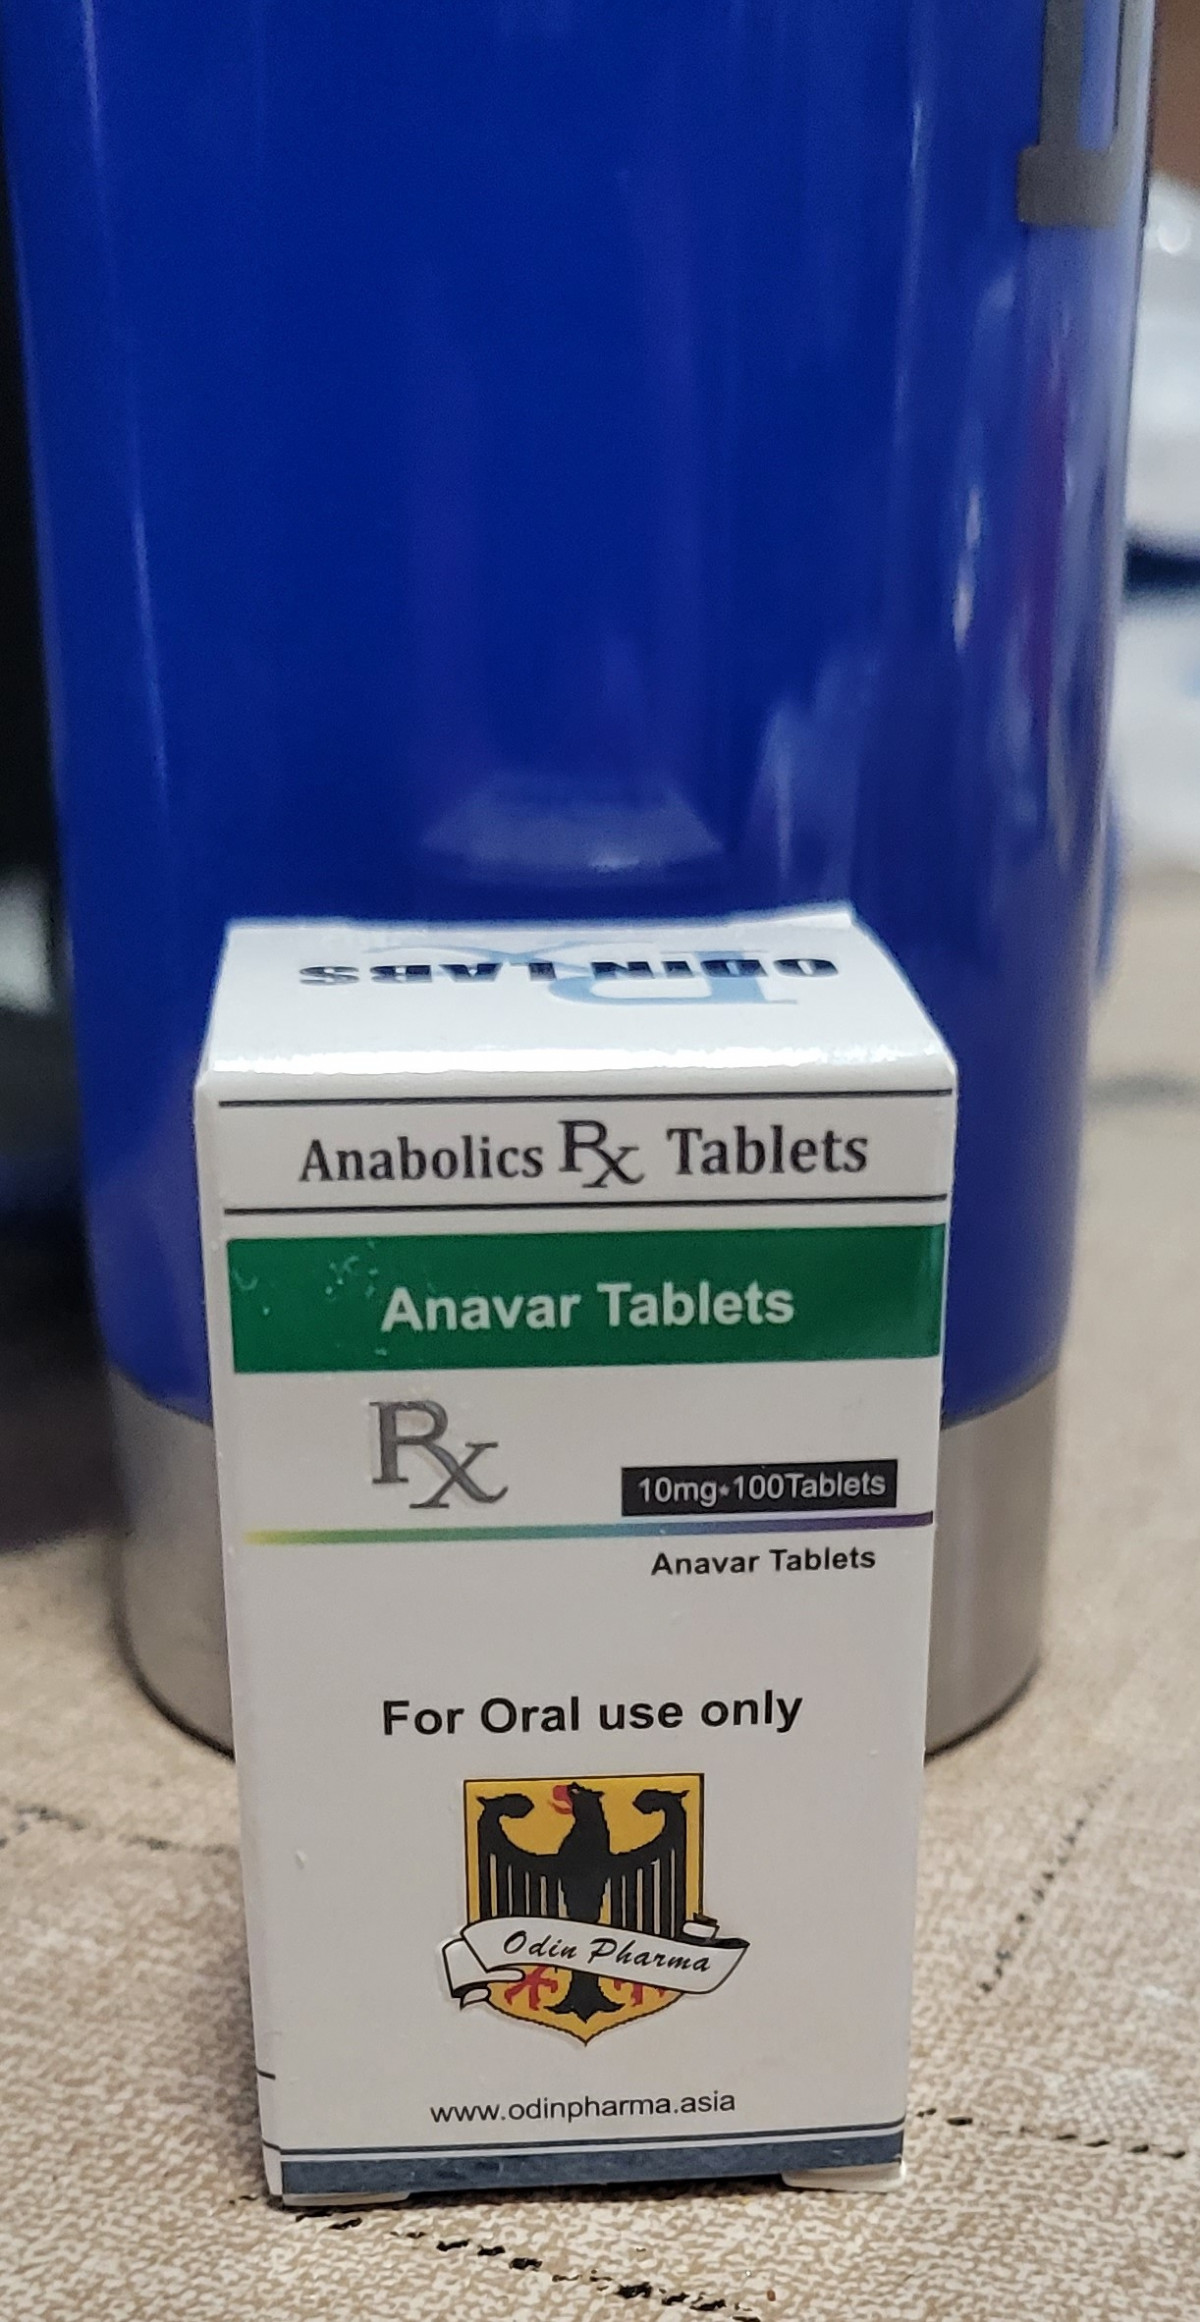 ODIN LABS
Rx
Anabolics Rx Tablets
Anavar Tablets
Rx
10mg*100Tablets
Anavar Tablets
For Oral use only
Odin Pharma
www.odinpharma.asia